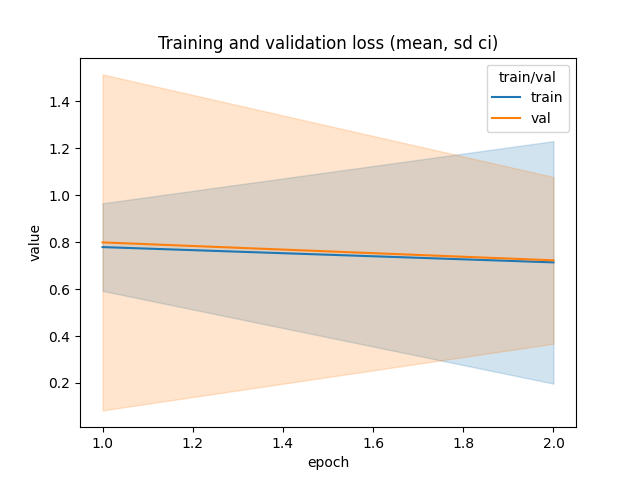 Training and validation loss (mean, sd ci)
train/val
train
val
value
1.4
1.2
1.0
0.8
0.6
0.4
0.2
1.0 1.2 1.4 1.6 1.8 2.0
epoch